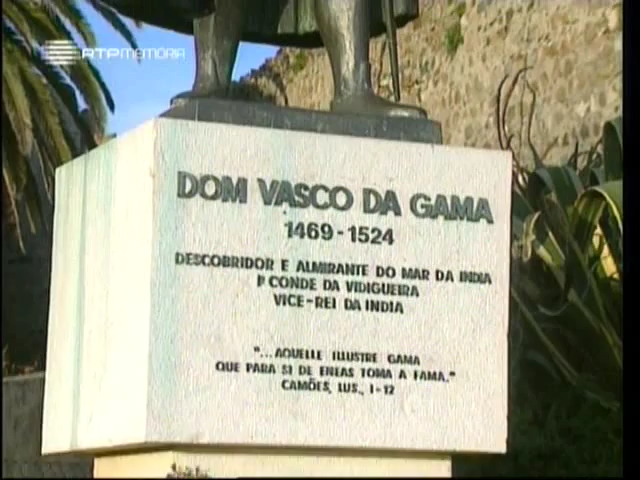 RTP MEMÓRIA
DOM VASCO DA GAMA
1469-1524
DESCOBRIDOR E ALMIRANTE DO MAR DA INDIA
1º CONDE DA VIDIGUEIRA
VICE-REI DA INDIA
"...AQUELLE ILLUSTRE GAMA
QUE PARA SI DE ENEAS TOMA A FAMA."
CAMÕES, LUS., I-12